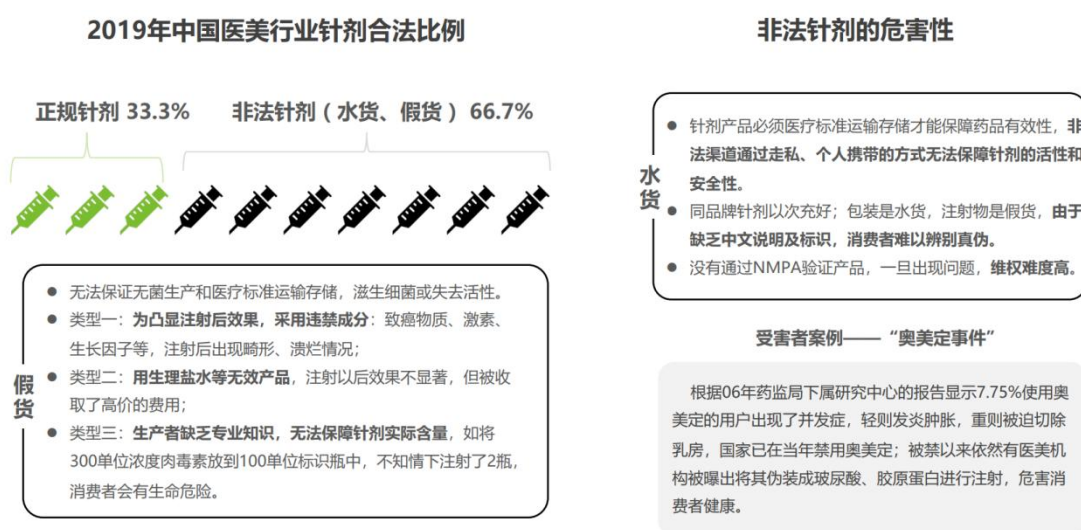 2019年中国医美行业针剂合法比例
正规针剂 33.3%
非法针剂（水货、假货）66.7%
假货
● 无法保证无菌生产和医疗标准运输存储，滋生细菌或失去活性。
● 类型一：为凸显注射后效果，采用违禁成分：致癌物质、激素、
生长因子等，注射后出现畸形、溃烂情况；
● 类型二：用生理盐水等无效产品，注射以后效果不显著，但被收
取了高价的费用；
● 类型三：生产者缺乏专业知识，无法保障针剂实际含量，如将
300单位浓度肉毒素放到100单位标识瓶中，不知情下注射了2瓶，
消费者会有生命危险。
非法针剂的危害性
水货
● 针剂产品必须医疗标准运输存储才能保障药品有效性，非
法渠道通过走私、个人携带的方式无法保障针剂的活性和
安全性。
● 同品牌针剂以次充好；包装是水货，注射物是假货，由于
缺乏中文说明及标识，消费者难以辨别真伪。
● 没有通过NMPA验证产品，一旦出现问题，维权难度高。
受害者案例——“奥美定事件”
根据06年药监局下属研究中心的报告显示7.75%使用奥
美定的用户出现了并发症，轻则发炎肿胀，重则被迫切除
乳房，国家已在当年禁用奥美定；被禁以来依然有医美机
构被曝出将其伪装成玻尿酸、胶原蛋白进行注射，危害消
费者健康。